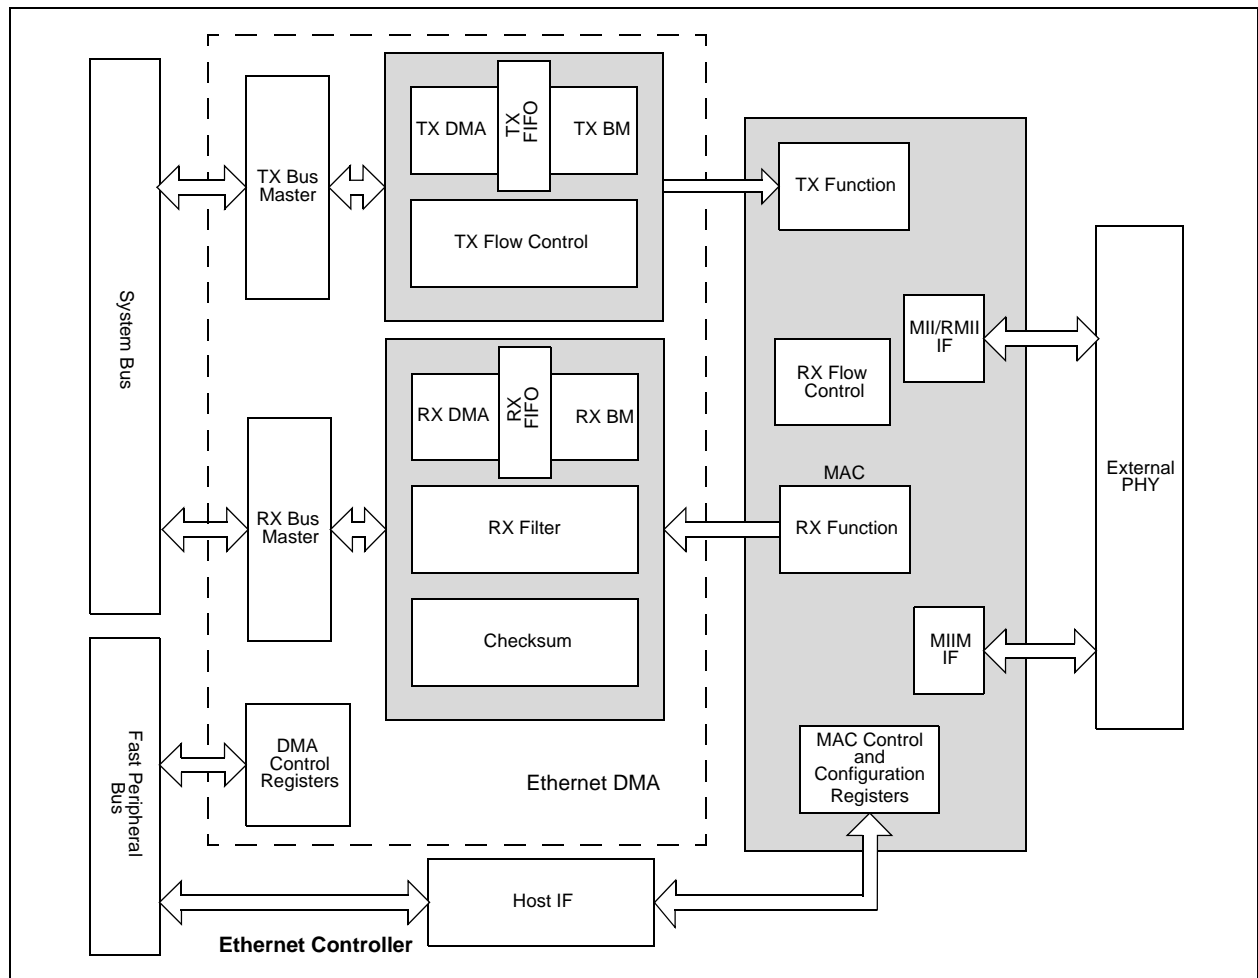 System Bus
Fast Peripheral
Bus
TX Bus
Master
TX DMA
TX
FIFO
TX BM
TX Flow Control
RX Bus
Master
RX DMA
RX
FIFO
RX BM
RX Filter
Checksum
DMA
Control
Registers
Ethernet DMA
TX Function
MII/RMII
IF
RX Flow
Control
MAC
RX Function
MIIM
IF
MAC Control
and
Configuration
Registers
External
PHY
Host IF
Ethernet Controller